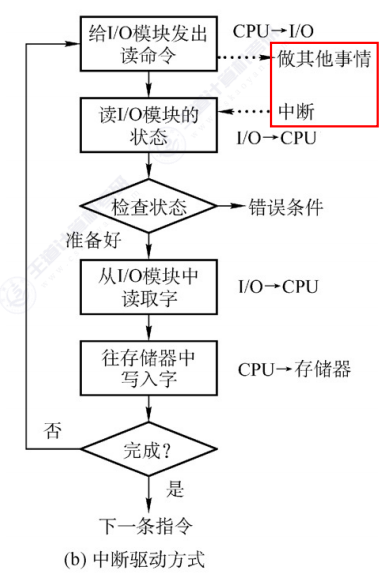 给I/O模块发出
读命令
CPU→I/O
做其他事情
读I/O模块的
状态
中断
I/O→CPU
检查状态
错误条件
准备好
从I/O模块中
读取字
I/O→CPU
往存储器中
写入字
CPU→存储器
否
完成?
是
下一条指令
(b) 中断驱动方式